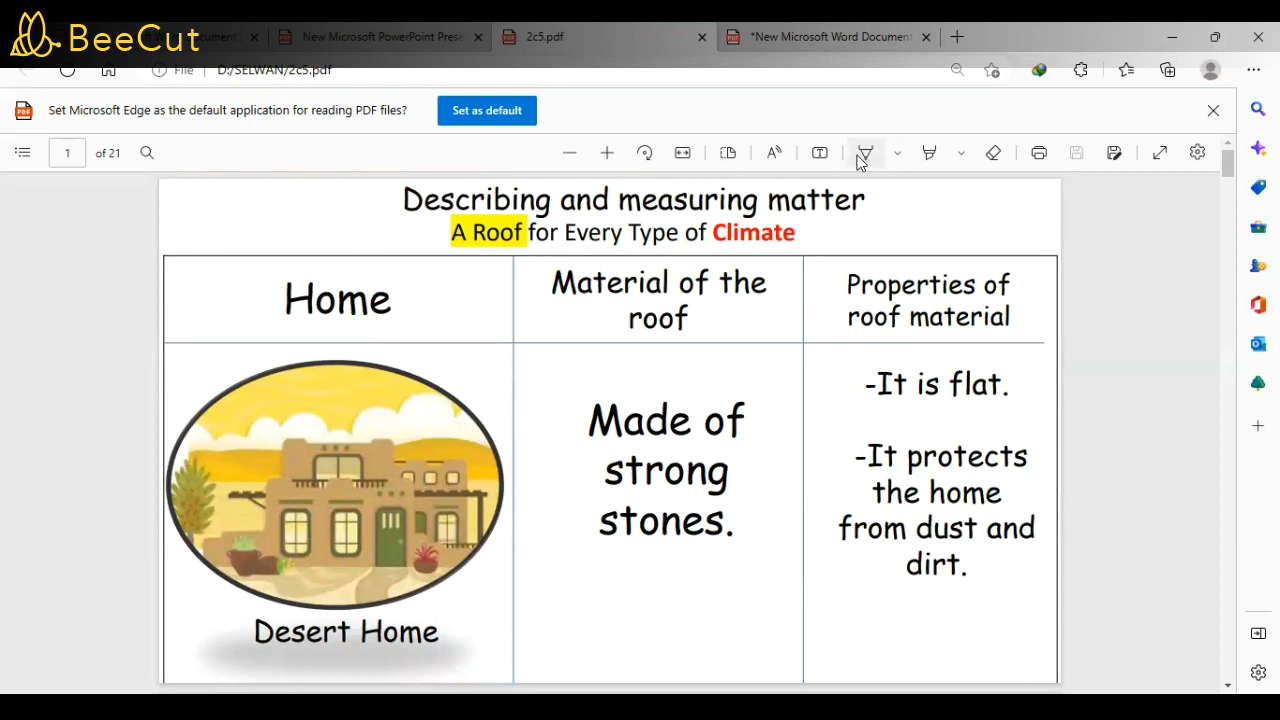 BeeCut
New Microsoft PowerPoint Prese
2c5.pdf
*New Microsoft Word Document
File
D:/SELWAN/2c5.pdf
Set Microsoft Edge as the default application for reading PDF files?
Set as default
1 of 21
Describing and measuring matter
A Roof for Every Type of Climate
Home
Material of the
roof
Properties of
roof material
Made of
strong
stones.
-It is flat.
-It protects
the home
from dust and
dirt.
Desert Home